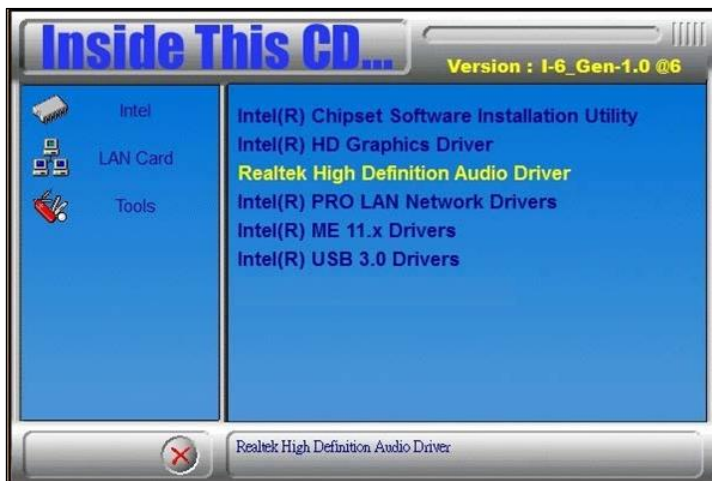 Inside This CD...
Version : I-6_Gen-1.0 @6
Intel
LAN Card
Tools
Intel(R) Chipset Software Installation Utility
Intel(R) HD Graphics Driver
Realtek High Definition Audio Driver
Intel(R) PRO LAN Network Drivers
Intel(R) ME 11.x Drivers
Intel(R) USB 3.0 Drivers
Realtek High Definition Audio Driver